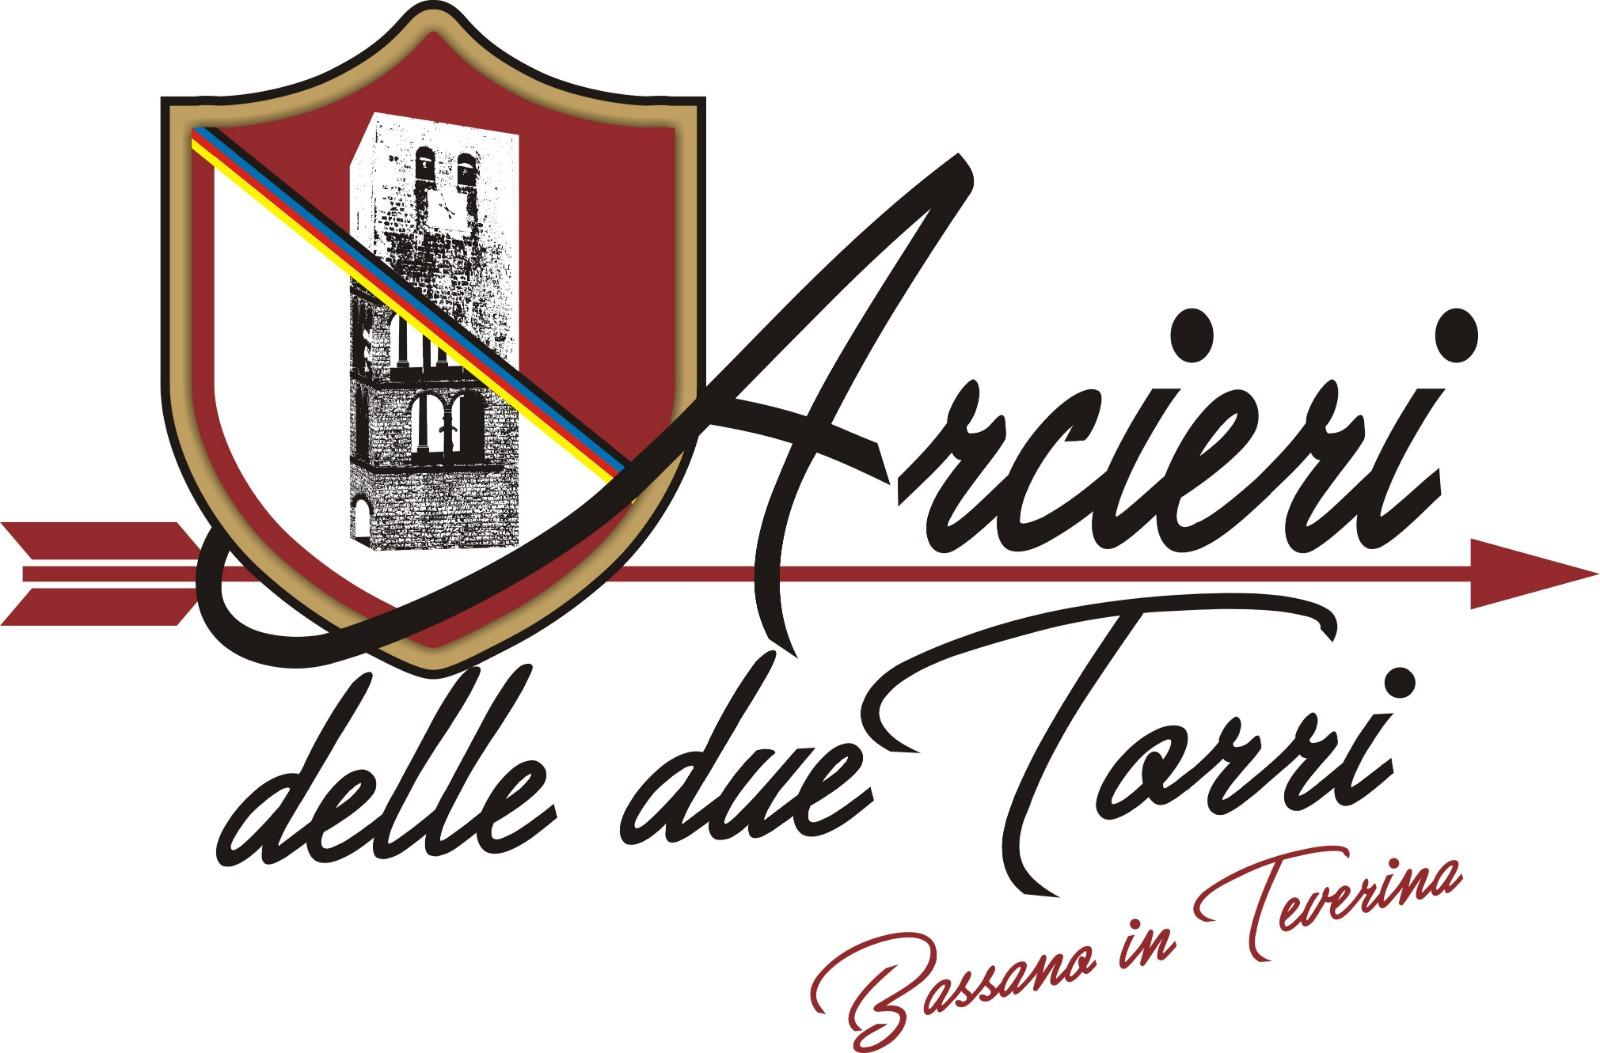 Arcieri
delle due Torri
Bassano in Teverina